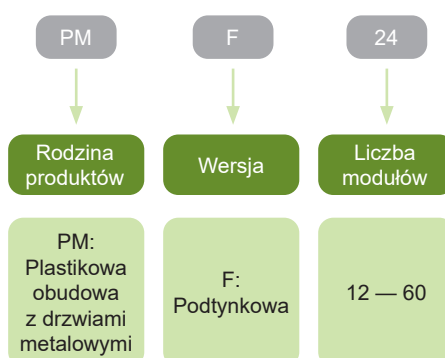 PM
F
24
Rodzina
produktów
Wersja
Liczba
modułów
PM:
Plastikowa
obudowa
z drzwiami
metalowymi
F:
Podtynkowa
12 — 60